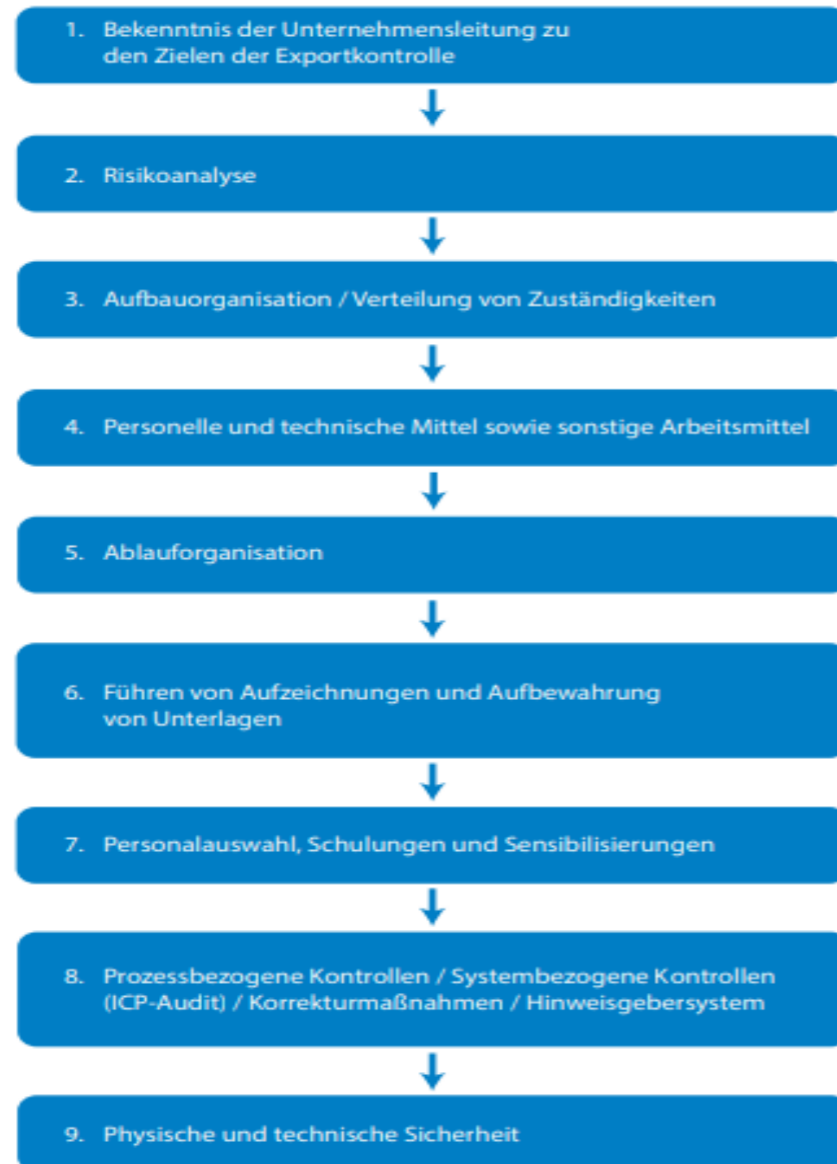 1. Bekenntnis der Unternehmensleitung zu
den Zielen der Exportkontrolle
2. Risikoanalyse
3. Aufbauorganisation / Verteilung von Zuständigkeiten
4. Personelle und technische Mittel sowie sonstige Arbeitsmittel
5. Ablauforganisation
6. Führen von Aufzeichnungen und Aufbewahrung
von Unterlagen
7. Personalauswahl, Schulungen und Sensibilisierungen
8. Prozessbezogene Kontrollen / Systembezogene Kontrollen
(ICP-Audit) / Korrekturmaßnahmen / Hinweisgebersystem
9. Physische und technische Sicherheit